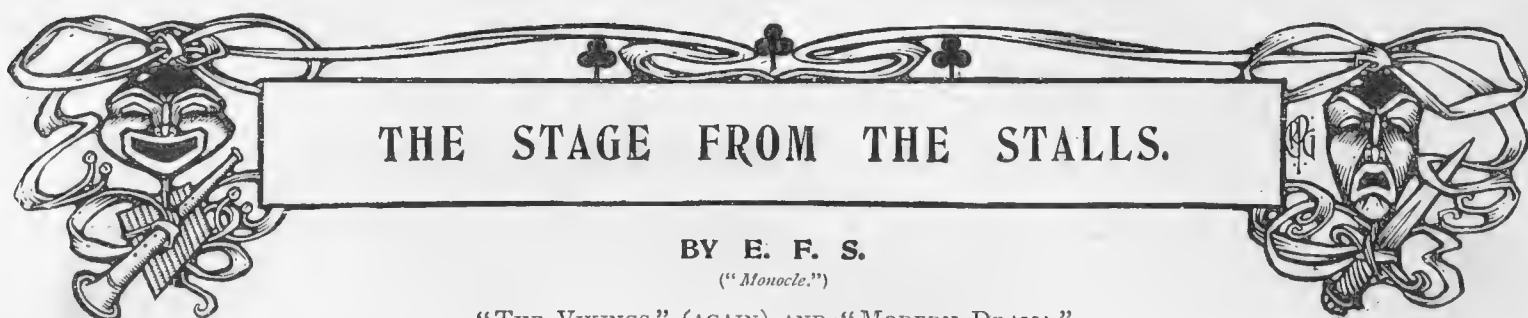 THE STAGE FROM THE STALLS.
BY E. F. S.
("Monocle.")
"THE VIKINGS" (AGAIN) AND "MODERN DRAMA."